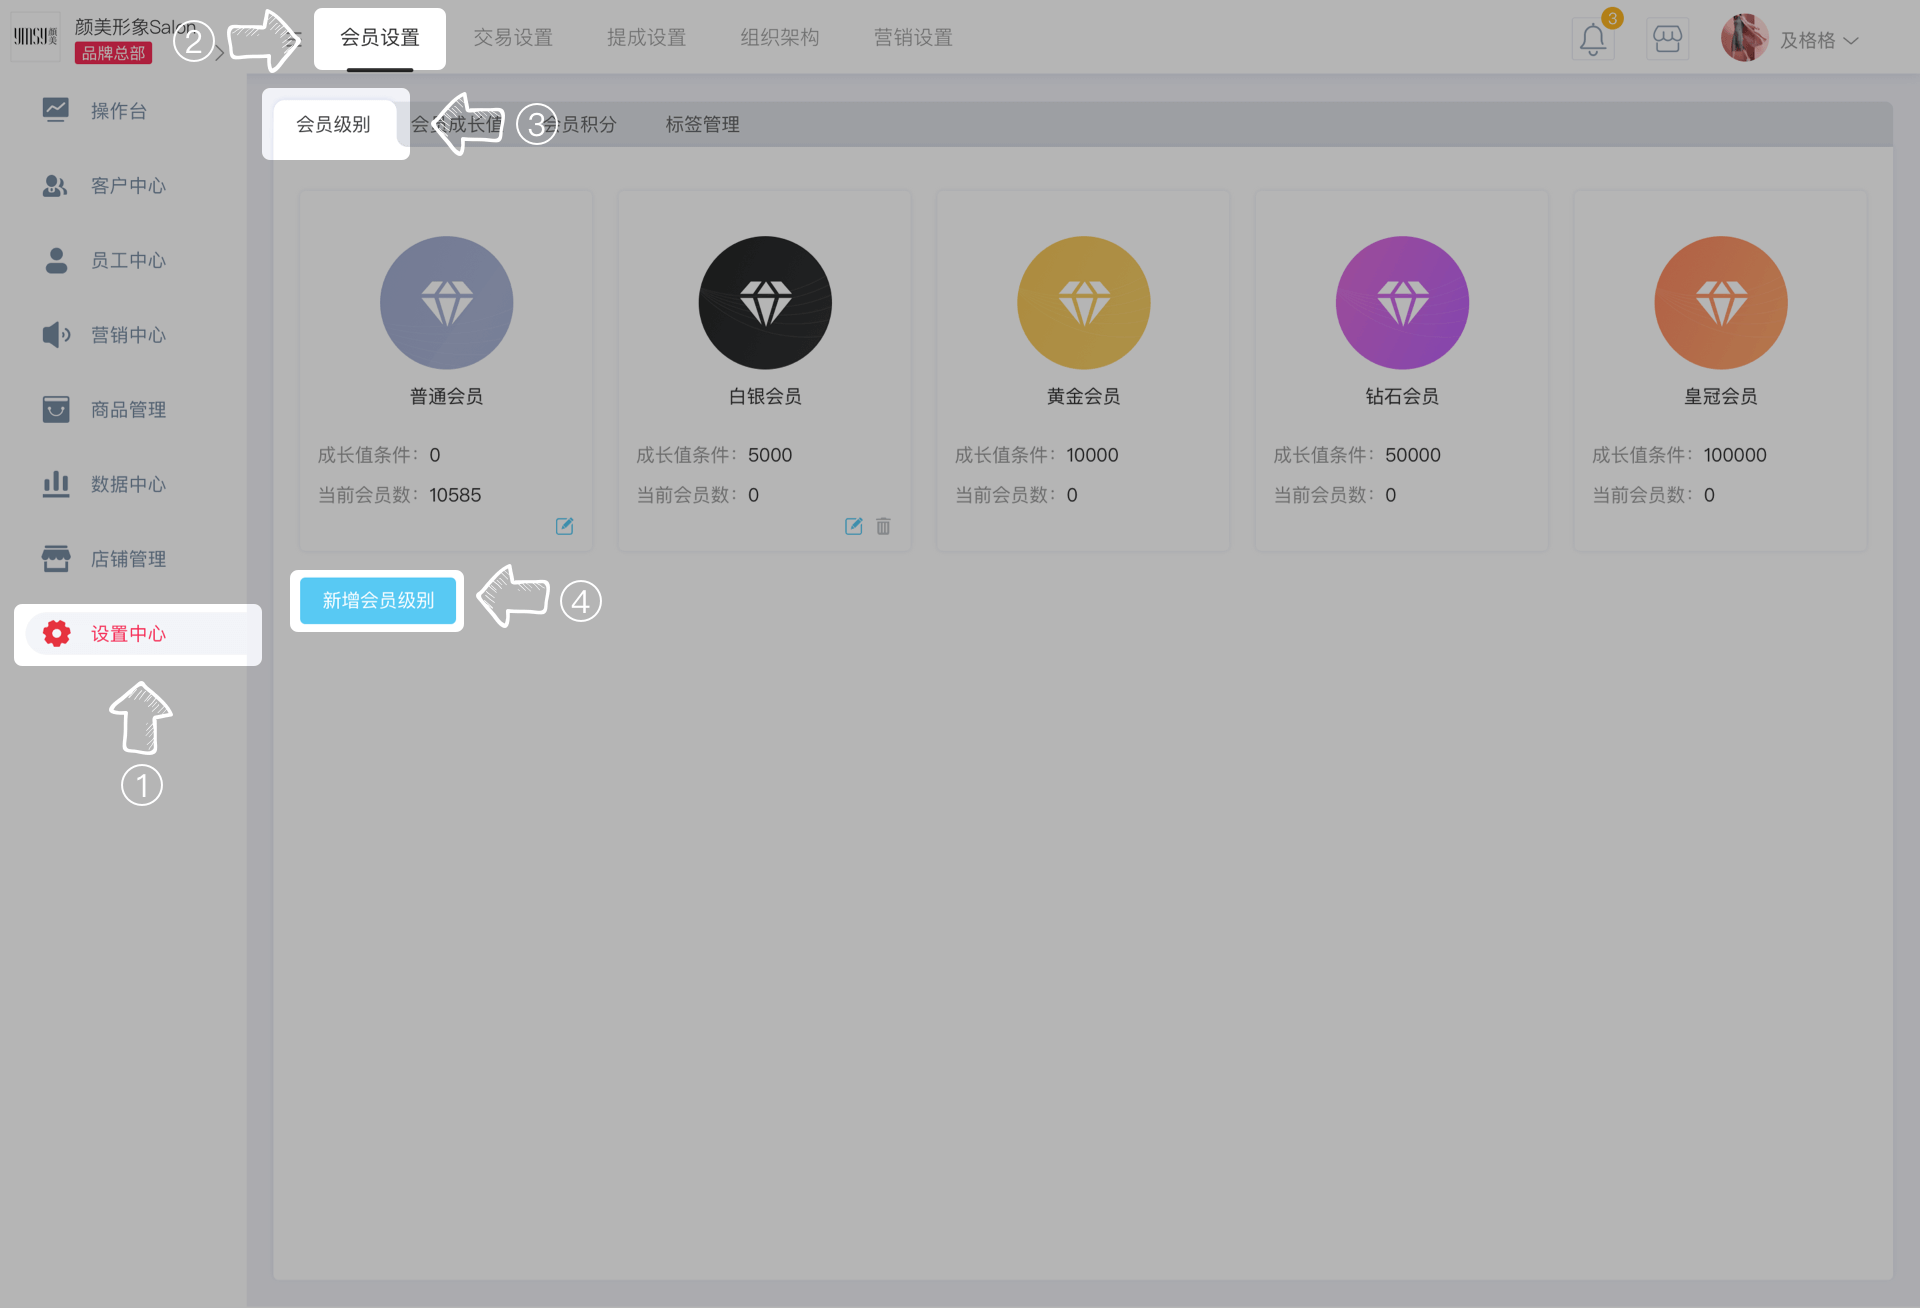 颜美形象Salon
品牌总部
②
会员设置
交易设置
提成设置
组织架构
营销设置
3
及格格
操作台
客户中心
员工中心
营销中心
商品管理
数据中心
店铺管理
设置中心
①
会员级别
会员成长值
③
会员积分
标签管理
普通会员
成长值条件：0
当前会员数：10585
白银会员
成长值条件：5000
当前会员数：0
黄金会员
成长值条件：10000
当前会员数：0
钻石会员
成长值条件：50000
当前会员数：0
皇冠会员
成长值条件：100000
当前会员数：0
新增会员级别
④